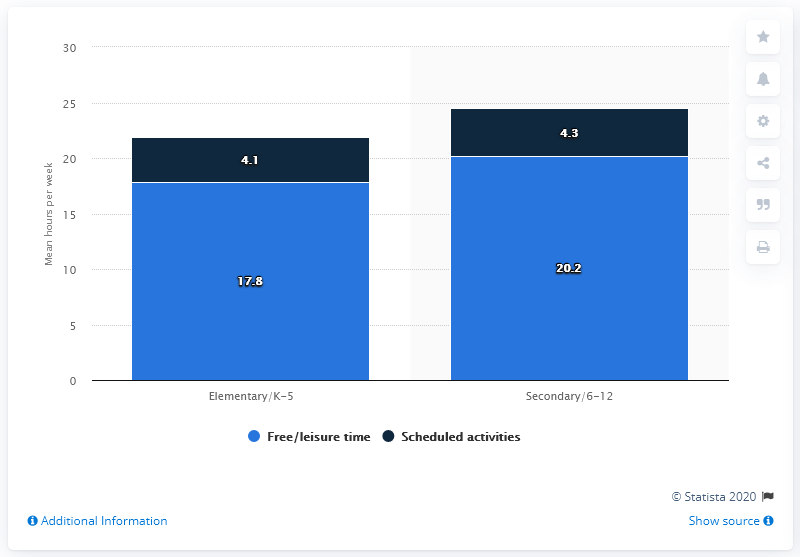 30
25
20
15
10
5
0
Mean hours per week
4.1
4.3
17.8
20.2
Elementary/K-5
Secondary/6-12
Free/leisure time
Scheduled activities
© Statista 2020
Additional Information
Show source